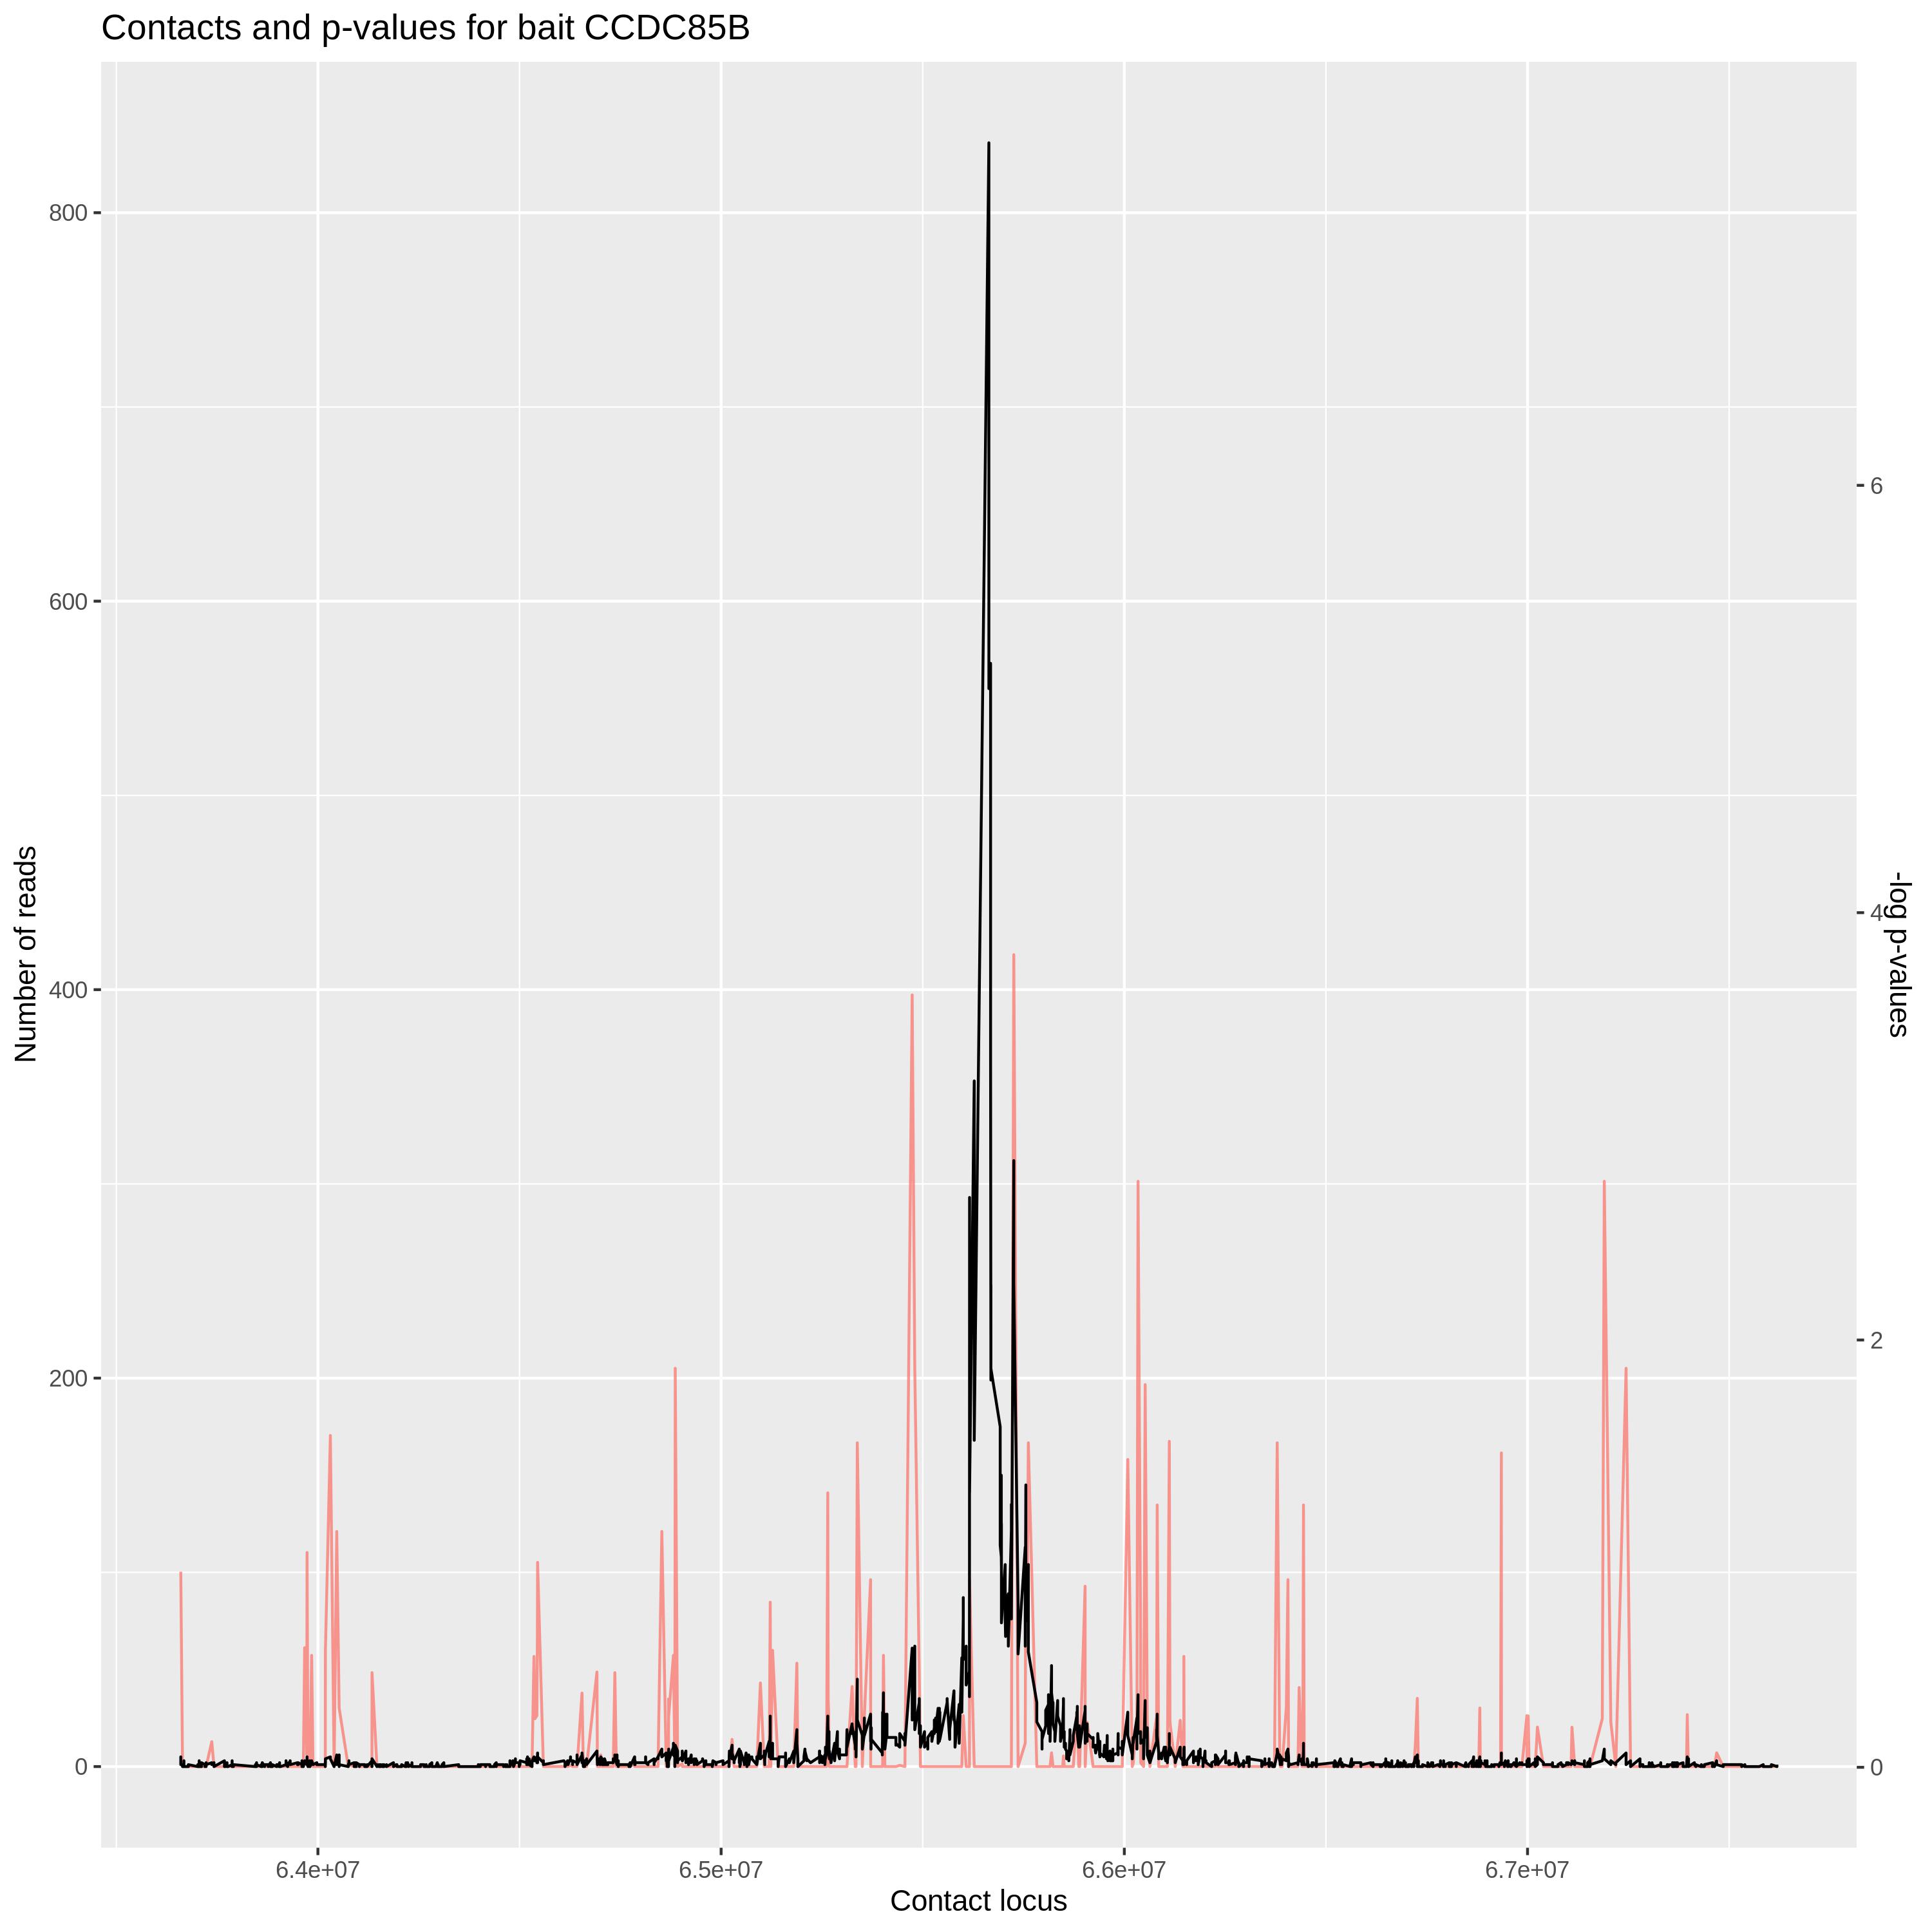 Contacts and p-values for bait CCDC85B
Number of reads
800
600
400
200
0
6
4
2
0
-log p-values
6.4e+07 6.5e+07 6.6e+07 6.7e+07
Contact locus